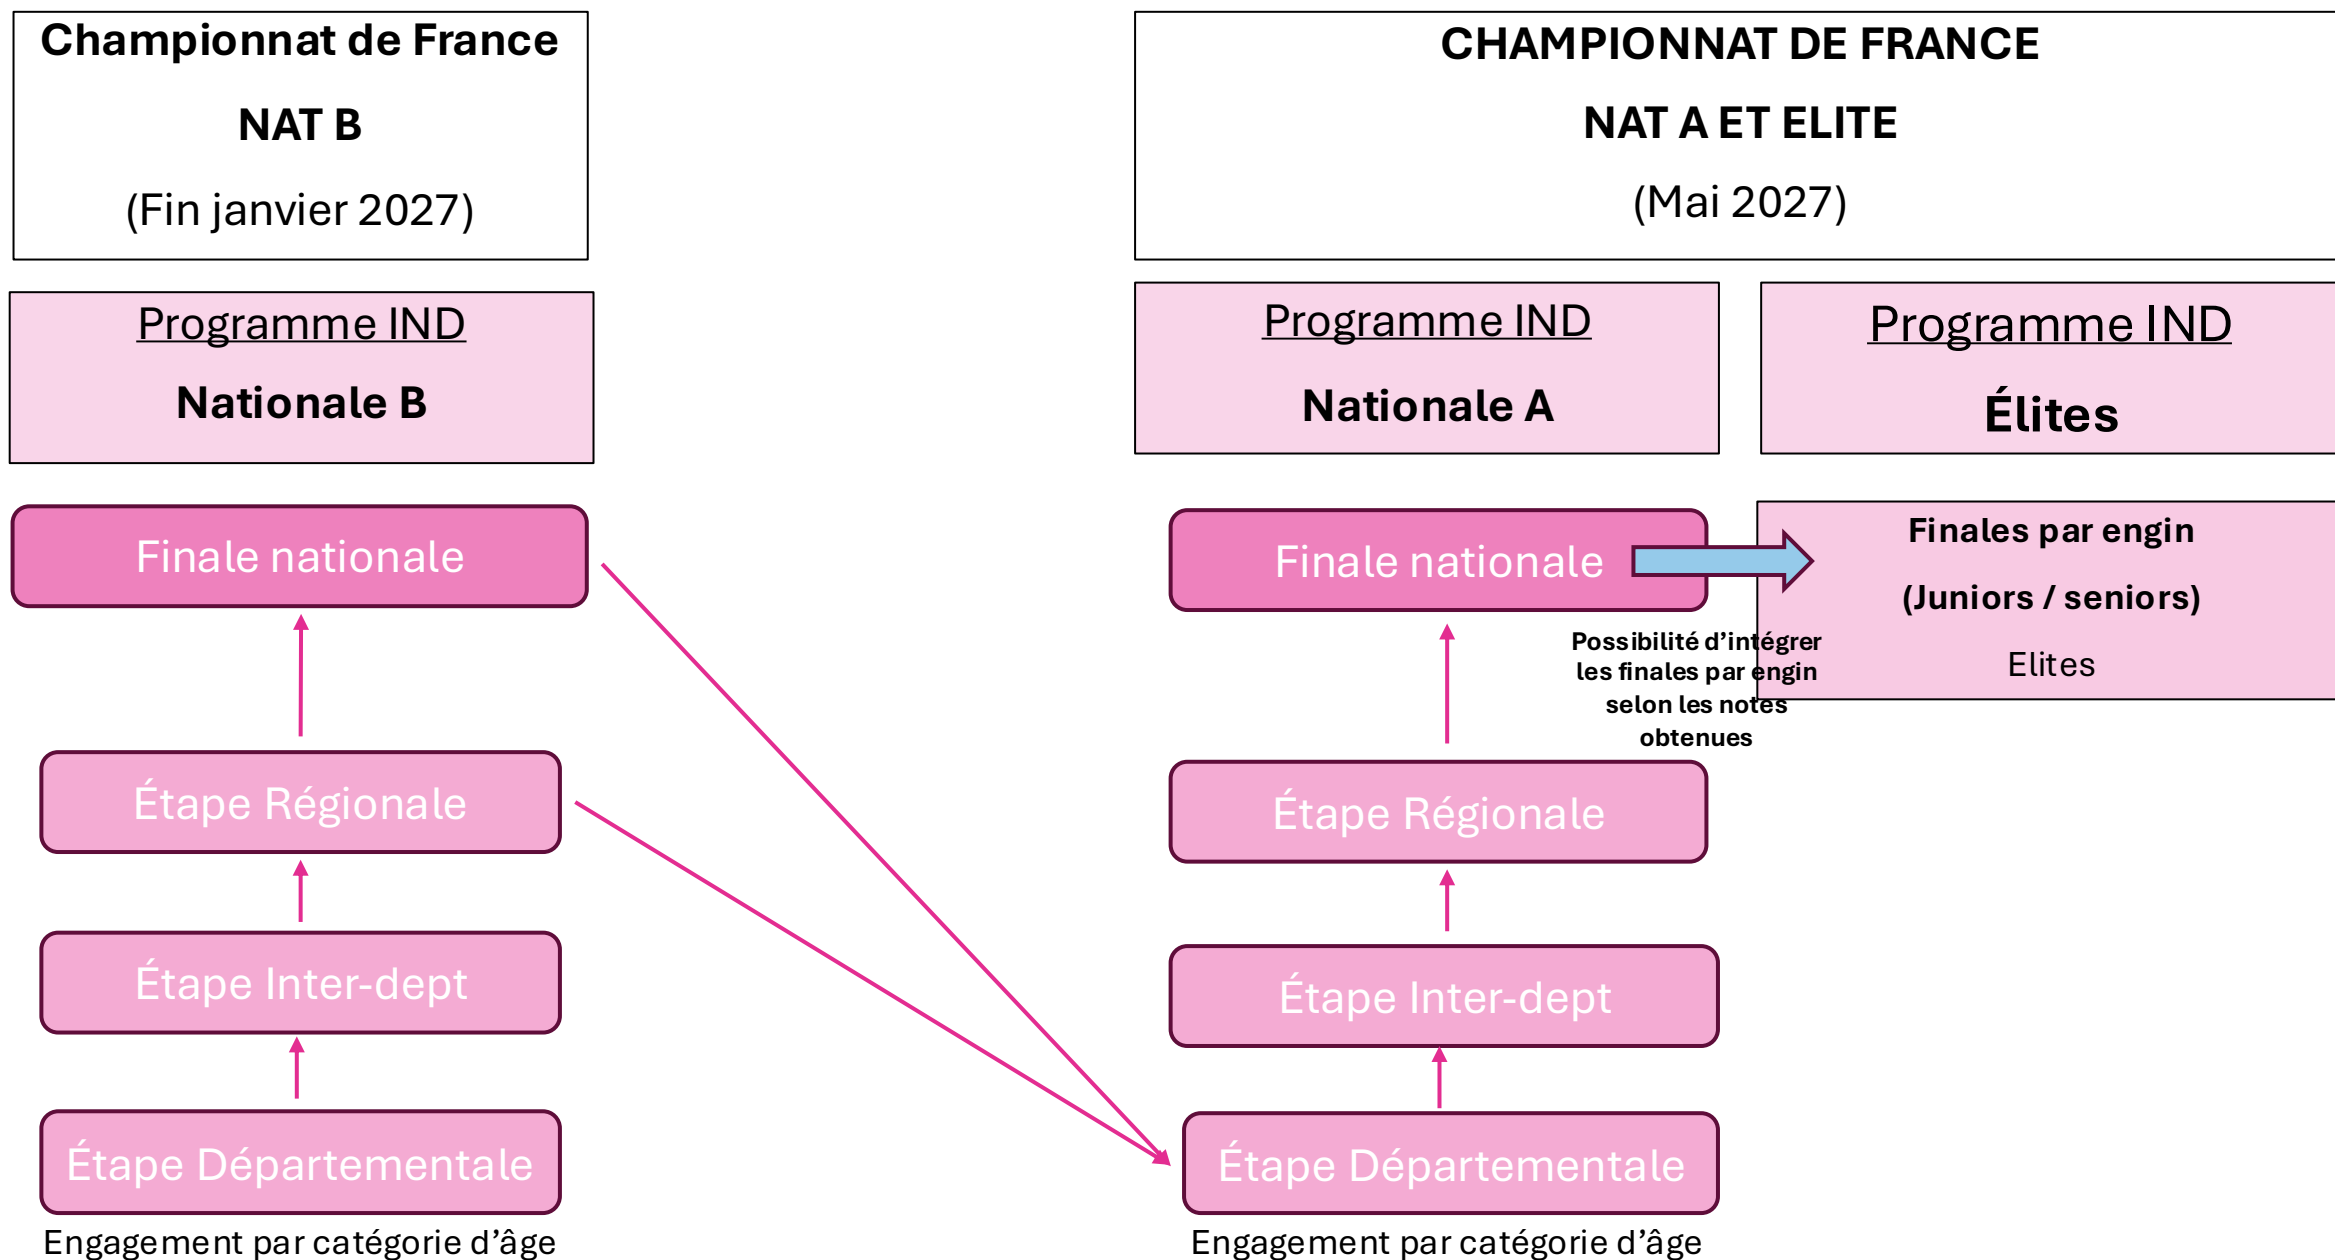 Championnat de France
NAT B
(Fin janvier 2027)
CHAMPIONNAT DE FRANCE
NAT A ET ELITE
(Mai 2027)
Programme IND
Nationale B
Programme IND
Nationale A
Programme IND
Élites
Finale nationale
Étape Régionale
Étape Inter-dept
Étape Départementale
Engagement par catégorie d’âge
Finale nationale
Finales par engin
(Juniors / seniors)
Elites
Possibilité d’intégrer
les finales par engin
selon les notes
obtenues
Étape Régionale
Étape Inter-dept
Étape Départementale
Engagement par catégorie d’âge